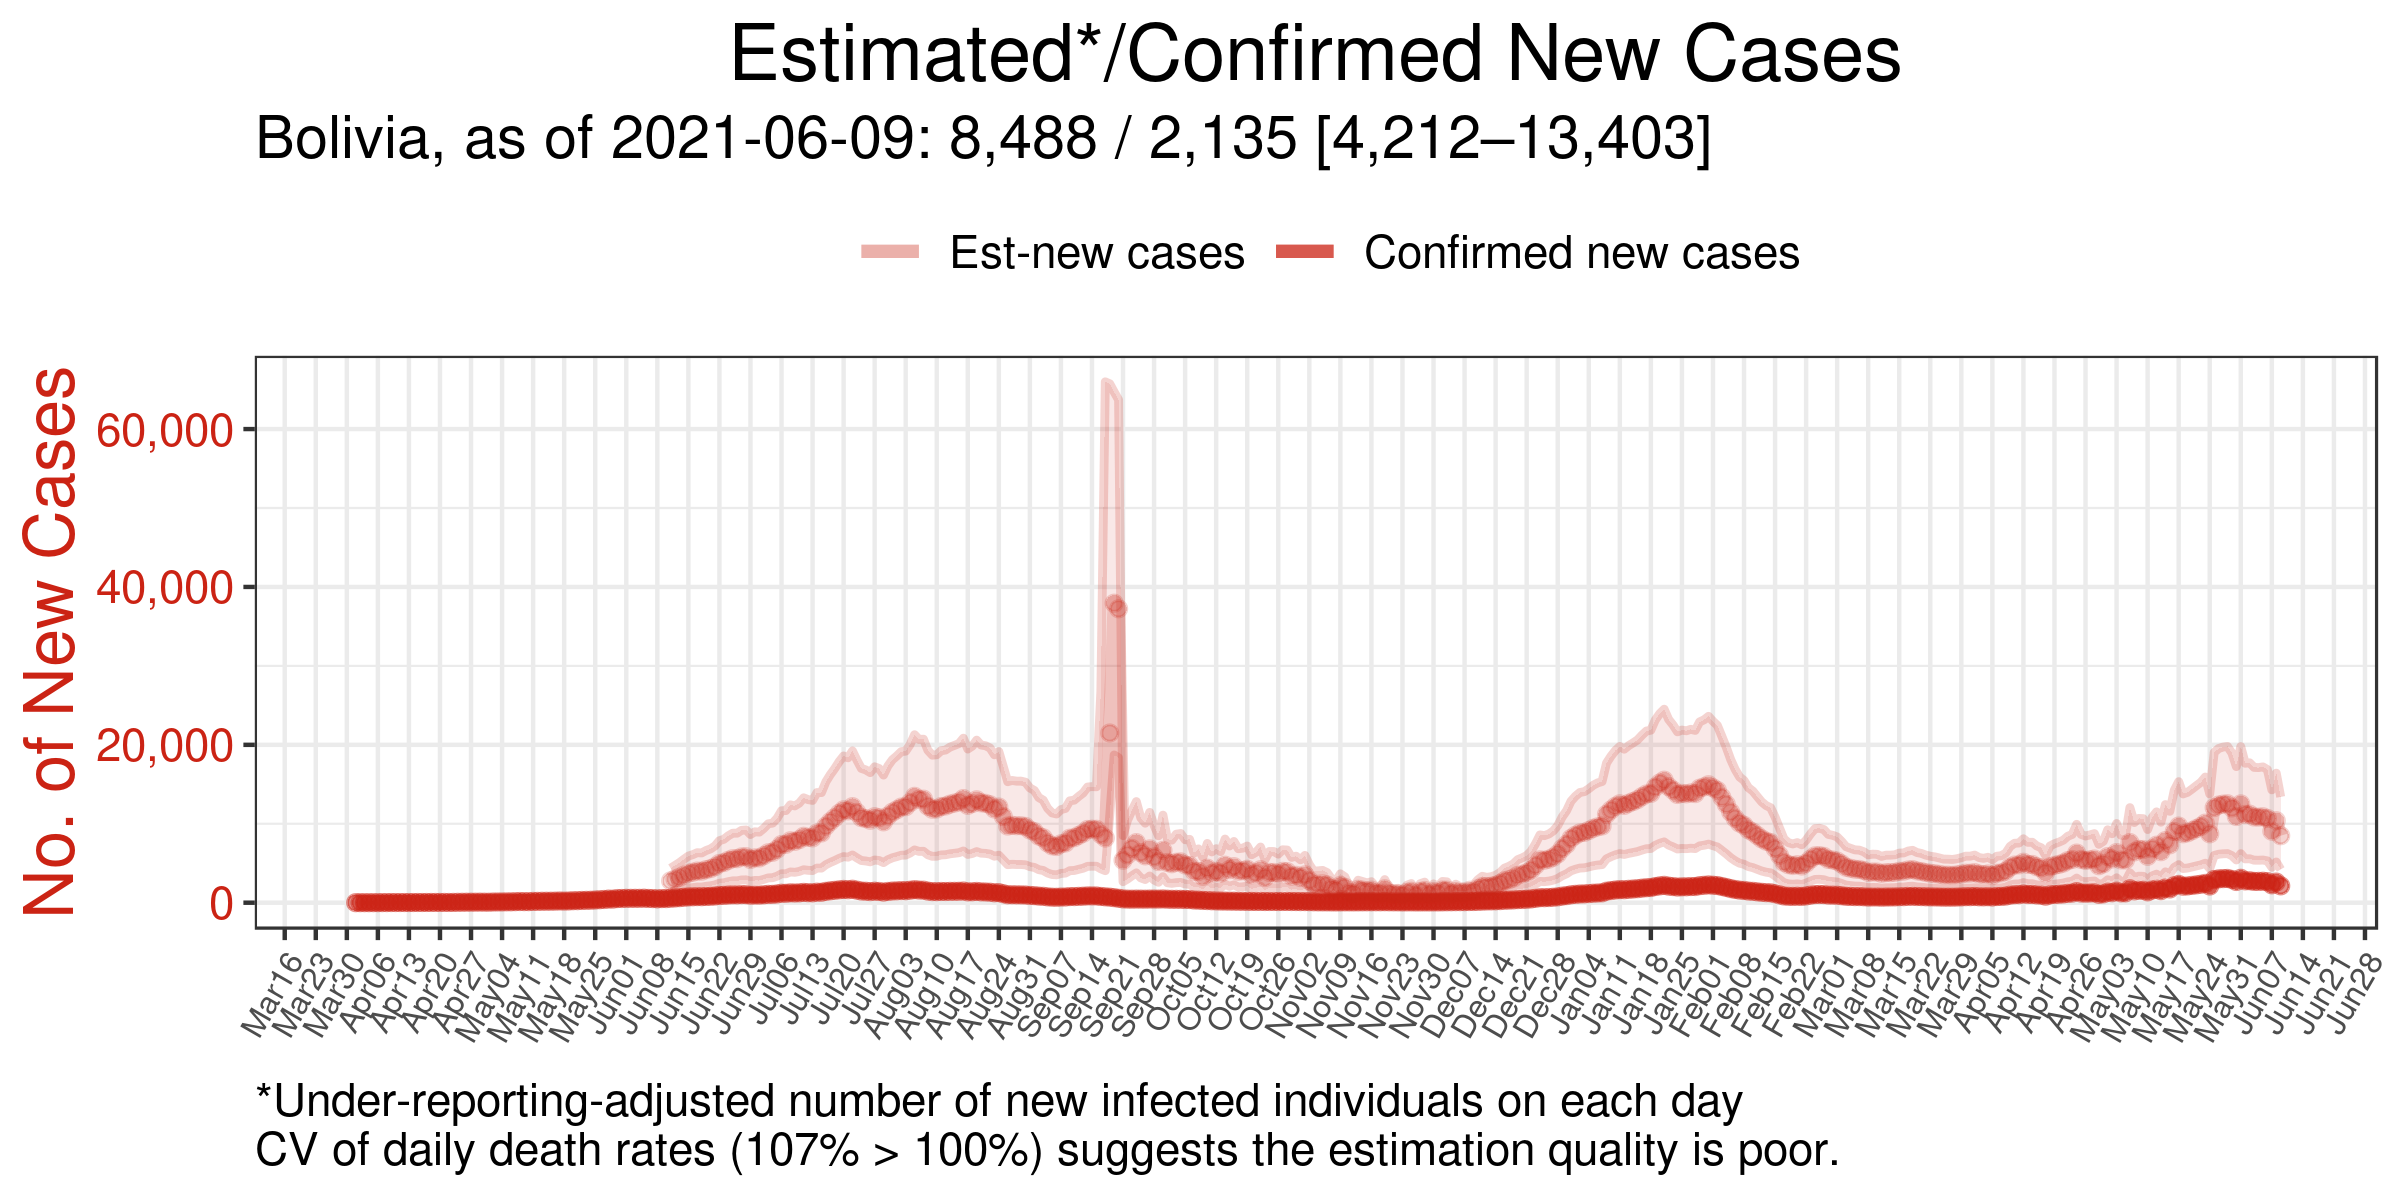 Estimated*/Confirmed New Cases
Bolivia, as of 2021-06-09: 8,488 / 2,135 [4,212–13,403]
Est-new cases
Confirmed new cases
No. of New Cases
60,000
40,000
20,000
0
Mar16
Mar23
Mar30
Apr06
Apr13
Apr20
Apr27
May04
May11
May18
May25
Jun01
Jun08
Jun15
Jun22
Jun29
Jul06
Jul13
Jul20
Jul27
Aug03
Aug10
Aug17
Aug24
Aug31
Sep07
Sep14
Sep21
Sep28
Oct05
Oct12
Oct19
Oct26
Nov02
Nov09
Nov16
Nov23
Nov30
Dec07
Dec14
Dec21
Dec28
Jan04
Jan11
Jan18
Jan25
Feb01
Feb08
Feb15
Feb22
Mar01
Mar08
Mar15
Mar22
Mar29
Apr05
Apr12
Apr19
Apr26
May03
May10
May17
May24
May31
Jun07
Jun14
Jun21
Jun28
*Under-reporting-adjusted number of new infected individuals on each day
CV of daily death rates (107% > 100%) suggests the estimation quality is poor.